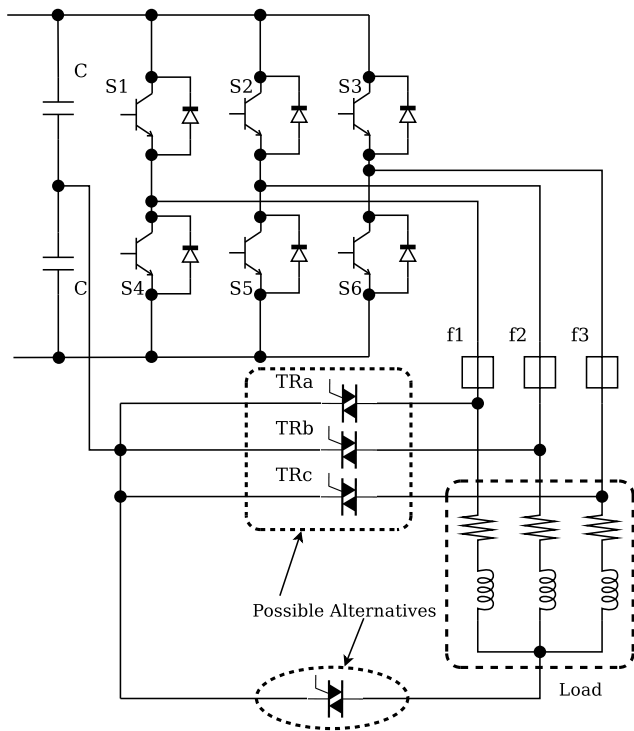 C
S1
S2
S3
C
S4
S5
S6
f1
f2
f3
TRa
TRb
TRc
Possible Alternatives
Load